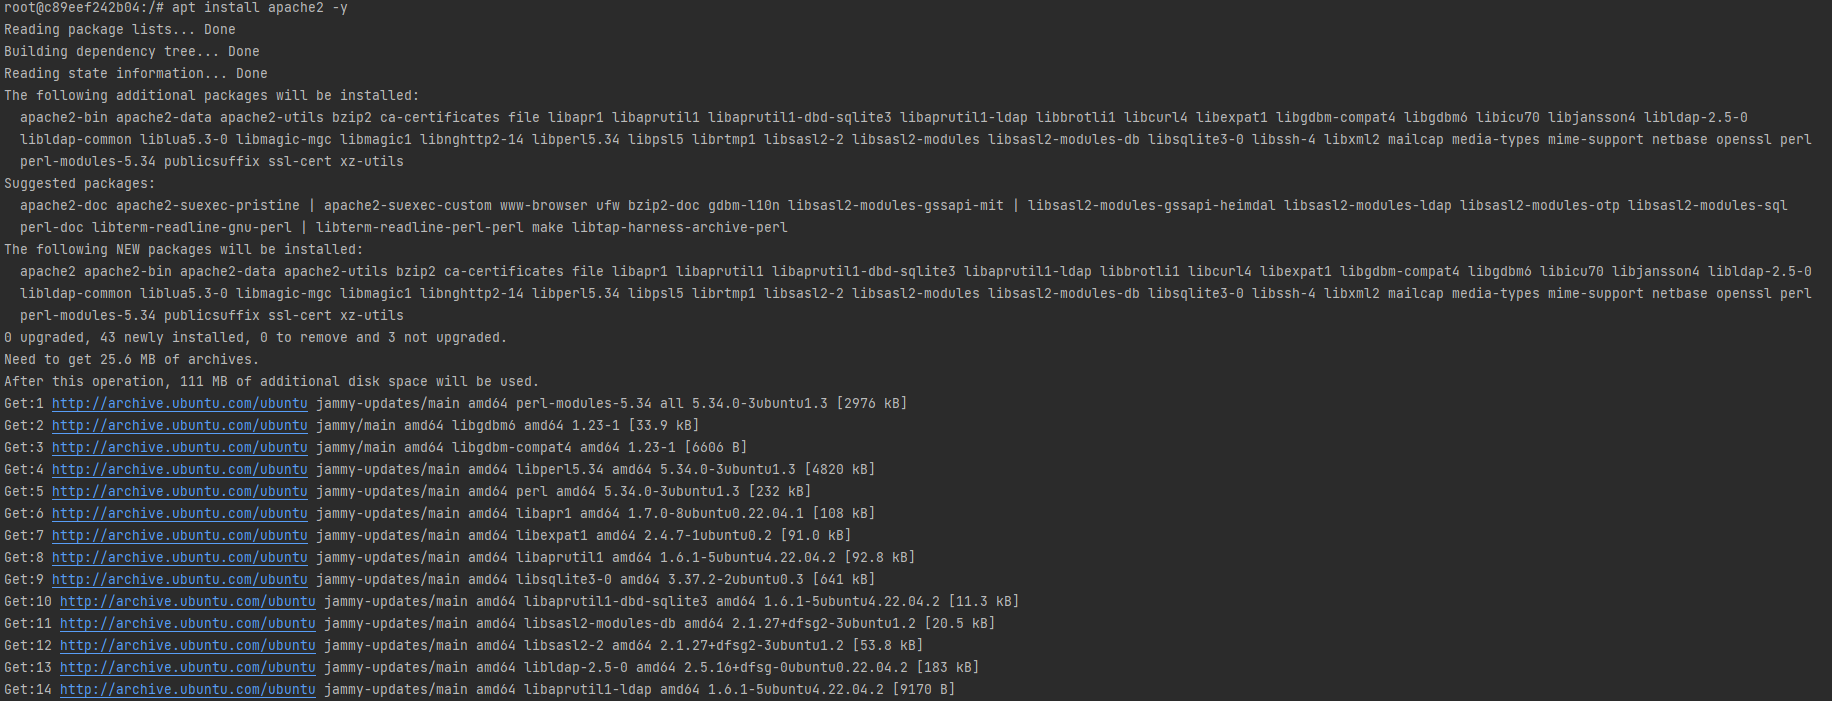 root@c89eef242b04:/# apt install apache2 -y
Reading package lists... Done
Building dependency tree... Done
Reading state information... Done
The following additional packages will be installed:
  apache2-bin apache2-data apache2-utils bzip2 ca-certificates file libapr1 libaprutil1 libaprutil1-dbd-sqlite3 libaprutil1-ldap libbrotli1 libcurl4 libexpat1 libgdbm-compat4 libgdbm6 libicu70 libjansson4 libldap-2.5-0
  libldap-common liblua5.3-0 libmagic-mgc libmagic1 libnghttp2-14 libperl5.34 libpsl5 librtmp1 libsasl2-2 libsasl2-modules libsasl2-modules-db libsqlite3-0 libssh-4 libxml2 mailcap media-types mime-support netbase openssl perl
  perl-modules-5.34 publicsuffix ssl-cert xz-utils
Suggested packages:
  apache2-doc apache2-suexec-pristine | apache2-suexec-custom www-browser ufw bzip2-doc gdbm-l10n libsasl2-modules-gssapi-mit | libsasl2-modules-gssapi-heimdal libsasl2-modules-ldap libsasl2-modules-otp libsasl2-modules-sql
  perl-doc libterm-readline-gnu-perl | libterm-readline-perl-perl make libtap-harness-archive-perl
The following NEW packages will be installed:
  apache2 apache2-bin apache2-data apache2-utils bzip2 ca-certificates file libapr1 libaprutil1 libaprutil1-dbd-sqlite3 libaprutil1-ldap libbrotli1 libcurl4 libexpat1 libgdbm-compat4 libgdbm6 libicu70 libjansson4 libldap-2.5-0
  libldap-common liblua5.3-0 libmagic-mgc libmagic1 libnghttp2-14 libperl5.34 libpsl5 librtmp1 libsasl2-2 libsasl2-modules libsasl2-modules-db libsqlite3-0 libssh-4 libxml2 mailcap media-types mime-support netbase openssl perl
  perl-modules-5.34 publicsuffix ssl-cert xz-utils
0 upgraded, 43 newly installed, 0 to remove and 3 not upgraded.
Need to get 25.6 MB of archives.
After this operation, 111 MB of additional disk space will be used.
Get:1 http://archive.ubuntu.com/ubuntu jammy-updates/main amd64 perl-modules-5.34 all 5.34.0-3ubuntu1.3 [2976 kB]
Get:2 http://archive.ubuntu.com/ubuntu jammy/main amd64 libgdbm6 amd64 1.23-1 [33.9 kB]
Get:3 http://archive.ubuntu.com/ubuntu jammy/main amd64 libgdbm-compat4 amd64 1.23-1 [6606 B]
Get:4 http://archive.ubuntu.com/ubuntu jammy-updates/main amd64 libperl5.34 amd64 5.34.0-3ubuntu1.3 [4820 kB]
Get:5 http://archive.ubuntu.com/ubuntu jammy-updates/main amd64 perl amd64 5.34.0-3ubuntu1.3 [232 kB]
Get:6 http://archive.ubuntu.com/ubuntu jammy-updates/main amd64 libapr1 amd64 1.7.0-8ubuntu0.22.04.1 [108 kB]
Get:7 http://archive.ubuntu.com/ubuntu jammy-updates/main amd64 libexpat1 amd64 2.4.7-1ubuntu0.2 [91.0 kB]
Get:8 http://archive.ubuntu.com/ubuntu jammy-updates/main amd64 libaprutil1 amd64 1.6.1-5ubuntu4.22.04.2 [92.8 kB]
Get:9 http://archive.ubuntu.com/ubuntu jammy-updates/main amd64 libsqlite3-0 amd64 3.37.2-2ubuntu0.3 [641 kB]
Get:10 http://archive.ubuntu.com/ubuntu jammy-updates/main amd64 libaprutil1-dbd-sqlite3 amd64 1.6.1-5ubuntu4.22.04.2 [11.3 kB]
Get:11 http://archive.ubuntu.com/ubuntu jammy-updates/main amd64 libsasl2-modules-db amd64 2.1.27+dfsg2-3ubuntu1.2 [20.5 kB]
Get:12 http://archive.ubuntu.com/ubuntu jammy-updates/main amd64 libsasl2-2 amd64 2.1.27+dfsg2-3ubuntu1.2 [53.8 kB]
Get:13 http://archive.ubuntu.com/ubuntu jammy-updates/main amd64 libldap-2.5-0 amd64 2.5.16+dfsg-0ubuntu0.22.04.2 [183 kB]
Get:14 http://archive.ubuntu.com/ubuntu jammy-updates/main amd64 libaprutil1-ldap amd64 1.6.1-5ubuntu4.22.04.2 [9170 B]